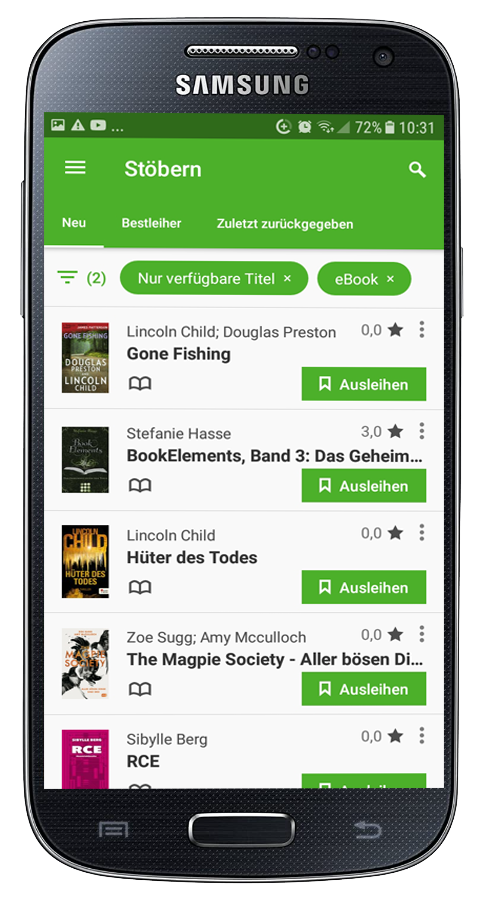 SAMSUNG
... 72% 10:31
Stöbern
Neu Bestleiher Zuletzt zurückgegeben
(2) Nur verfügbare Titel × eBook ×
Lincoln Child; Douglas Preston 0,0
Gone Fishing
Ausleihen
GONE FISHING
DOUGLAS
PRESTON
LINCOLN
CHILD
Stefanie Hasse 3,0
BookElements, Band 3: Das Geheim...
Ausleihen
Book
Elements
Lincoln Child 0,0
Hüter des Todes
Ausleihen
LINCOLN
CHILD
HÜTER DES
TODES
Zoe Sugg; Amy Mcculloch 0,0
The Magpie Society - Aller bösen Di...
Ausleihen
MAGPIE
SOCIETY
Sibylle Berg 0,0
RCE
Ausleihen
SIBYLLE BERG
RCE